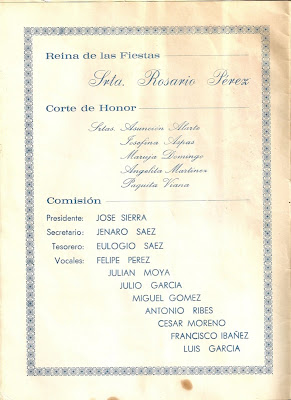 Reina de las Fiestas
Srta. Rosario Pérez
Corte de Honor
Srtas. Asunción Alarte
Josefina Aspas
Maruja Domingo
Angelita Martinez
Paquita Viana
Comisión
Presidente: JOSE SIERRA
Secretario: JENARO SAEZ
Tesorero: EULOGIO SAEZ
Vocales: FELIPE PEREZ
JULIAN MOYA
JULIO GARCIA
MIGUEL GOMEZ
ANTONIO RIBES
CESAR MORENO
FRANCISCO IBAÑEZ
LUIS GARCIA